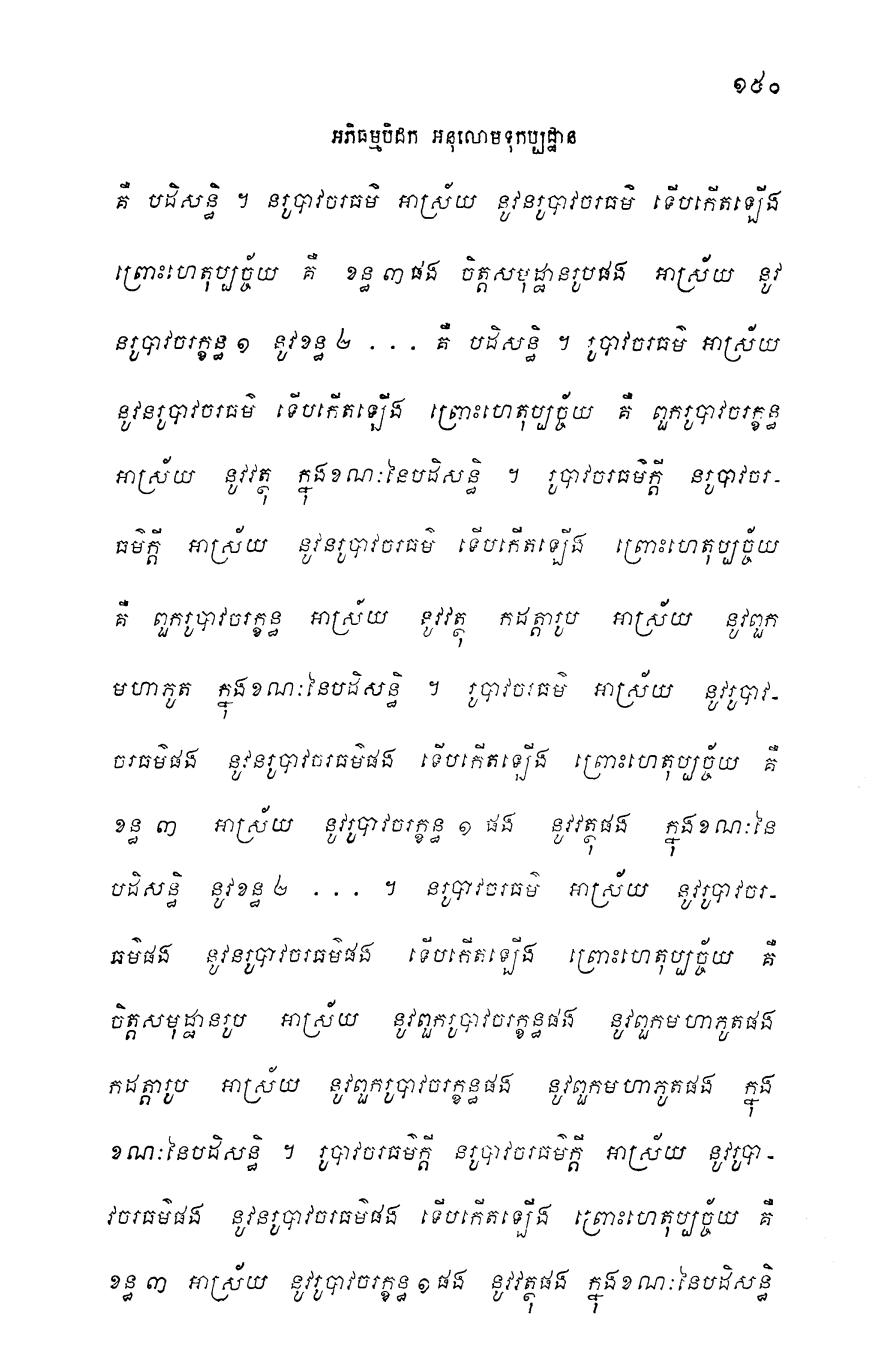 ១៥០
អភិធម្មបិដក អនុលោមទុកប្បដ្ឋាន
គឺ បដិសន្ធិ ។ នរូបាវចរធម៌ អាស្រ័យ នូវនរូបាវចរធម៌ ទើបកើតឡើង
ព្រោះហេតុប្បច្ច័យ គឺ ខន្ធ ៣ ផង ចិត្តសមុដ្ឋានរូបផង អាស្រ័យ នូវ
នរូបាវចរក្ខន្ធ ១ នូវខន្ធ ២ . . . គឺ បដិសន្ធិ ។ រូបាវចរធម៌ អាស្រ័យ
នូវនរូបាវចរធម៌ ទើបកើតឡើង ព្រោះហេតុប្បច្ច័យ គឺ ពួករូបាវចរក្ខន្ធ
អាស្រ័យ នូវវត្ថុ ក្នុងខណៈនៃបដិសន្ធិ ។ រូបាវចរធម៌ក្តី នរូបាវចរ-
ធម៌ក្តី អាស្រ័យ នូវនរូបាវចរធម៌ ទើបកើតឡើង ព្រោះហេតុប្បច្ច័យ
គឺ ពួករូបាវចរក្ខន្ធ អាស្រ័យ នូវវត្ថុ កដត្តារូប អាស្រ័យ នូវពួក
មហាភូត ក្នុងខណៈនៃបដិសន្ធិ ។ រូបាវចរធម៌ អាស្រ័យ នូវរូបាវ-
ចរធម៌ផង នូវនរូបាវចរធម៌ផង ទើបកើតឡើង ព្រោះហេតុប្បច្ច័យ គឺ
ខន្ធ ៣ អាស្រ័យ នូវរូបាវចរក្ខន្ធ ១ ផង នូវវត្ថុផង ក្នុងខណៈនៃ
បដិសន្ធិ នូវខន្ធ ២ . . . ។ នរូបាវចរធម៌ អាស្រ័យ នូវរូបាវចរ-
ធម៌ផង នូវនរូបាវចរធម៌ផង ទើបកើតឡើង ព្រោះហេតុប្បច្ច័យ គឺ
ចិត្តសមុដ្ឋានរូប អាស្រ័យ នូវពួករូបាវចរក្ខន្ធផង នូវពួកមហាភូតផង
កដត្តារូប អាស្រ័យ នូវពួករូបាវចរក្ខន្ធផង នូវពួកមហាភូតផង ក្នុង
ខណៈនៃបដិសន្ធិ ។ រូបាវចរធម៌ក្តី នរូបាវចរធម៌ក្តី អាស្រ័យ នូវរូបា-
វចរធម៌ផង នូវនរូបាវចរធម៌ផង ទើបកើតឡើង ព្រោះហេតុប្បច្ច័យ គឺ
ខន្ធ ៣ អាស្រ័យ នូវរូបាវចរក្ខន្ធ ១ ផង នូវវត្ថុផង ក្នុងខណៈនៃបដិសន្ធិ